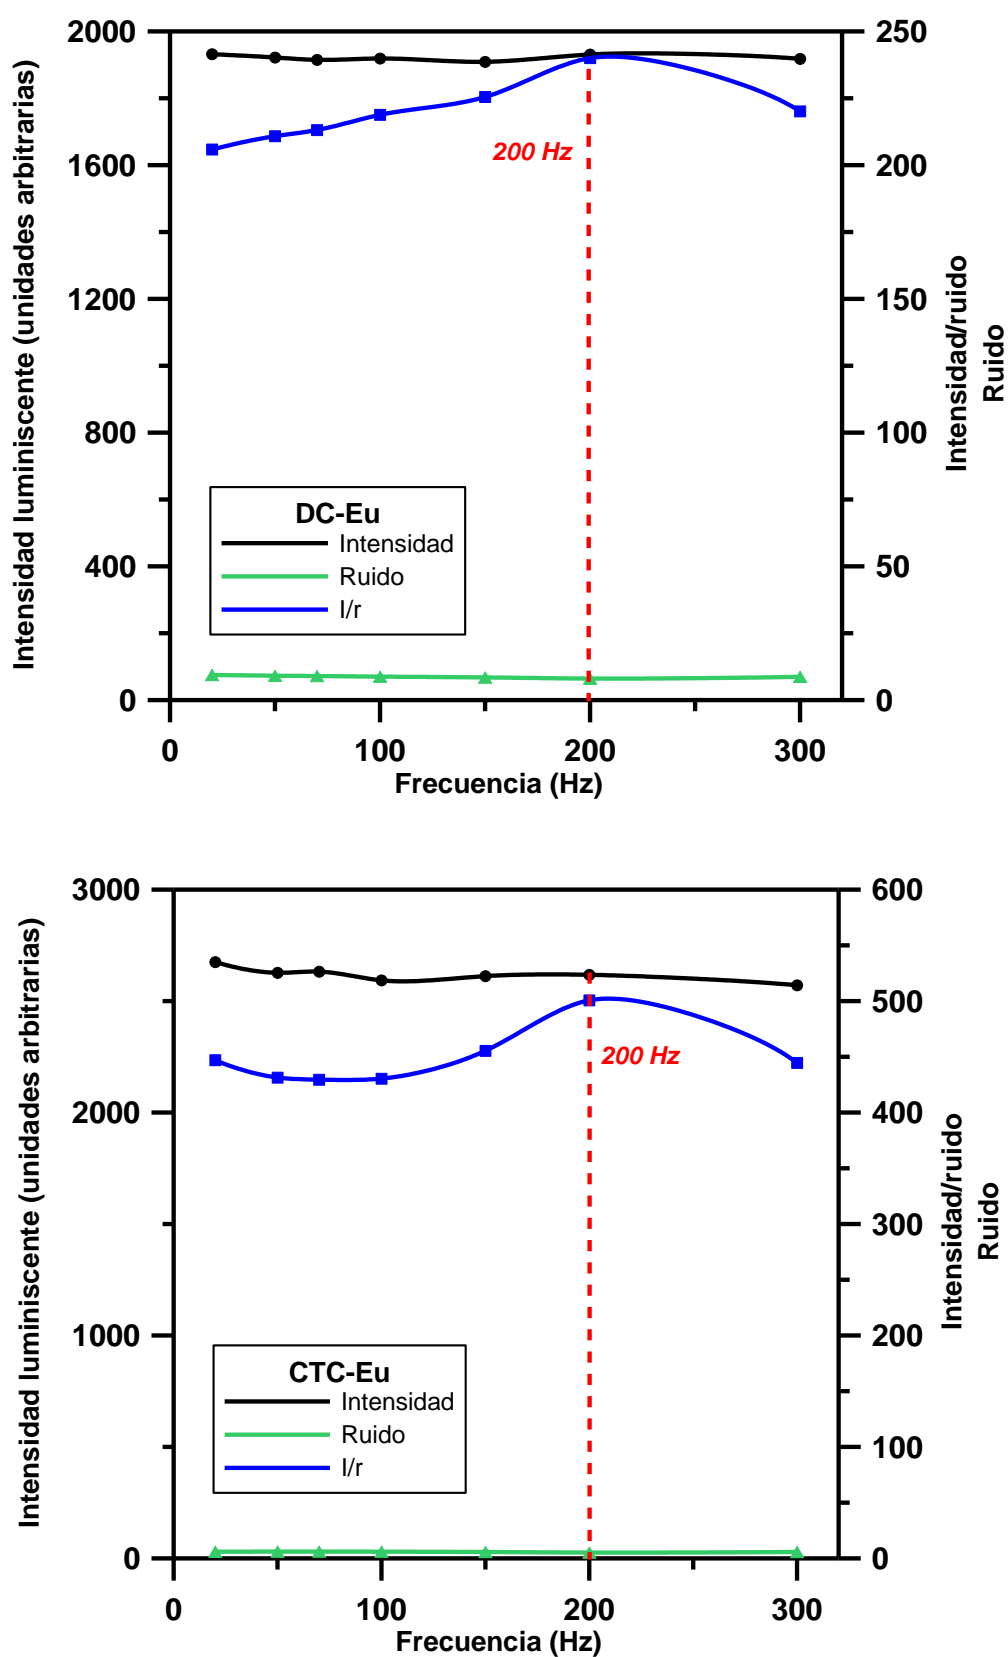 2000
1600
1200
800
400
0
250
200
150
100
50
0
0
100
200
300
Intensidad luminiscente (unidades arbitrarias)
Intensidad/ruido
Ruido
Frecuencia (Hz)
200 Hz
DC-Eu
Intensidad
Ruido
I/r
3000
2000
1000
0
600
500
400
300
200
100
0
0
100
200
300
Intensidad luminiscente (unidades arbitrarias)
Intensidad/ruido
Ruido
Frecuencia (Hz)
200 Hz
CTC-Eu
Intensidad
Ruido
I/r